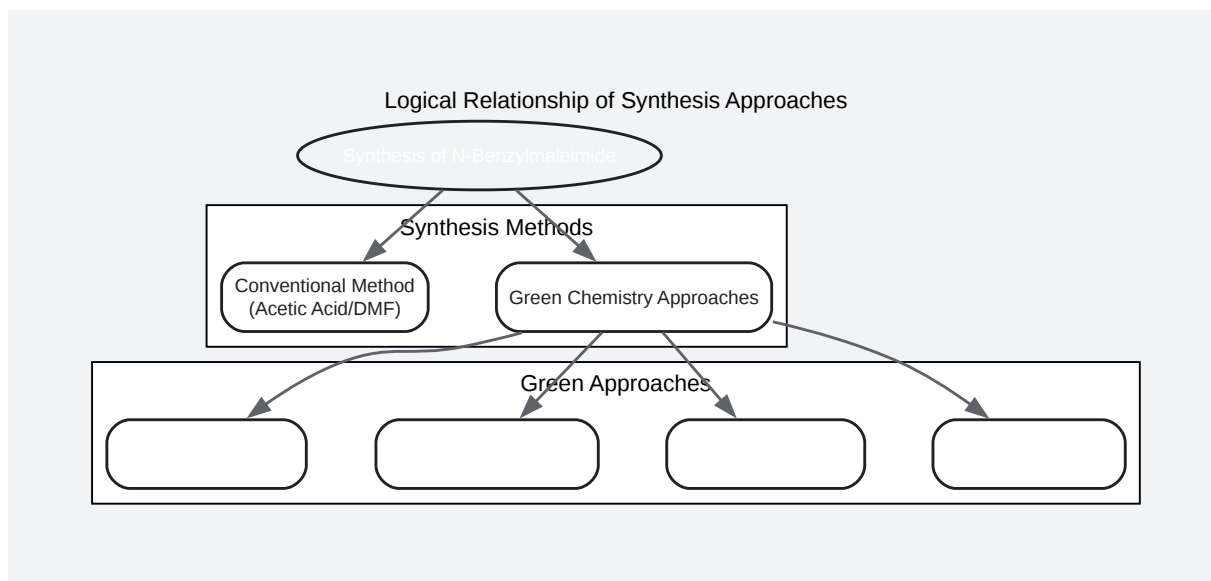 Logical Relationship of Synthesis Approaches
Synthesis of N-Benzylmaleimide
Synthesis Methods
Conventional Method
(Acetic Acid/DMF)
Green Chemistry Approaches
Green Approaches